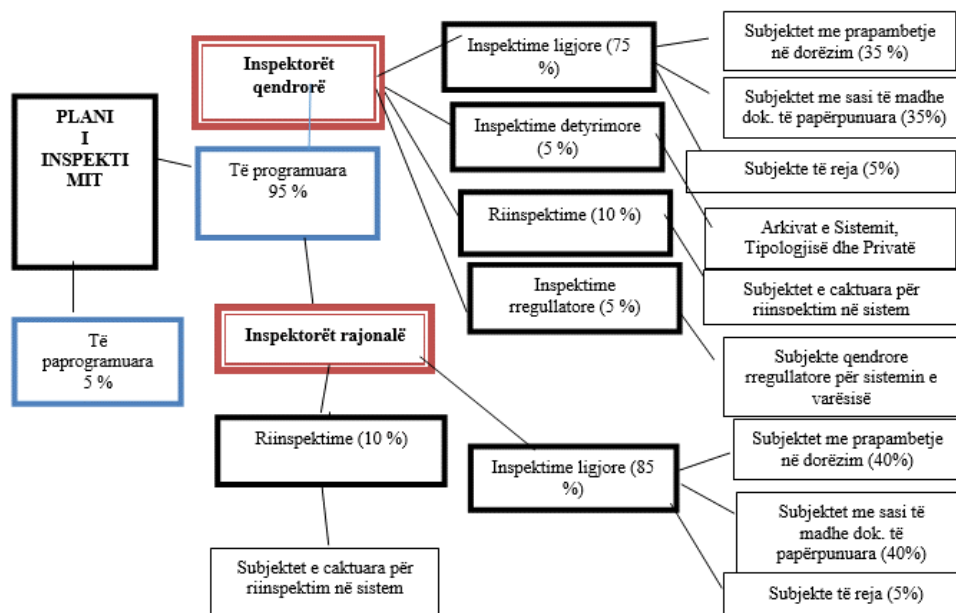 PLANI
I
INSPEKTI
MIT
Të
paprogramuara
5 %
Inspektorët
qendrorë
Të programuara
95 %
Inspektorët rajonalë
Riinspektime (10 %)
Subjektet e caktuara për
riinspektim në sistem
Inspektime ligjore (75
%)
Inspektime detyrimore
(5 %)
Riinspektime (10 %)
Inspektime
rregullatore (5 %)
Inspektime ligjore (85
%)
Subjektet me prapambetje
në dorëzim (35 %)
Subjektet me sasi të madhe
dok. të papërpunuara (35%)
Subjekte të reja (5%)
Arkivat e Sistemit,
Tipologjisë dhe Privatë
Subjektet e caktuara për
riinspektim në sistem
Subjekte qendrore
rregullatore për sistemin e
varësisë
Subjektet me prapambetje
në dorëzim (40%)
Subjektet me sasi të
madhe dok. të
papërpunuara (40%)
Subjekte të reja (5%)